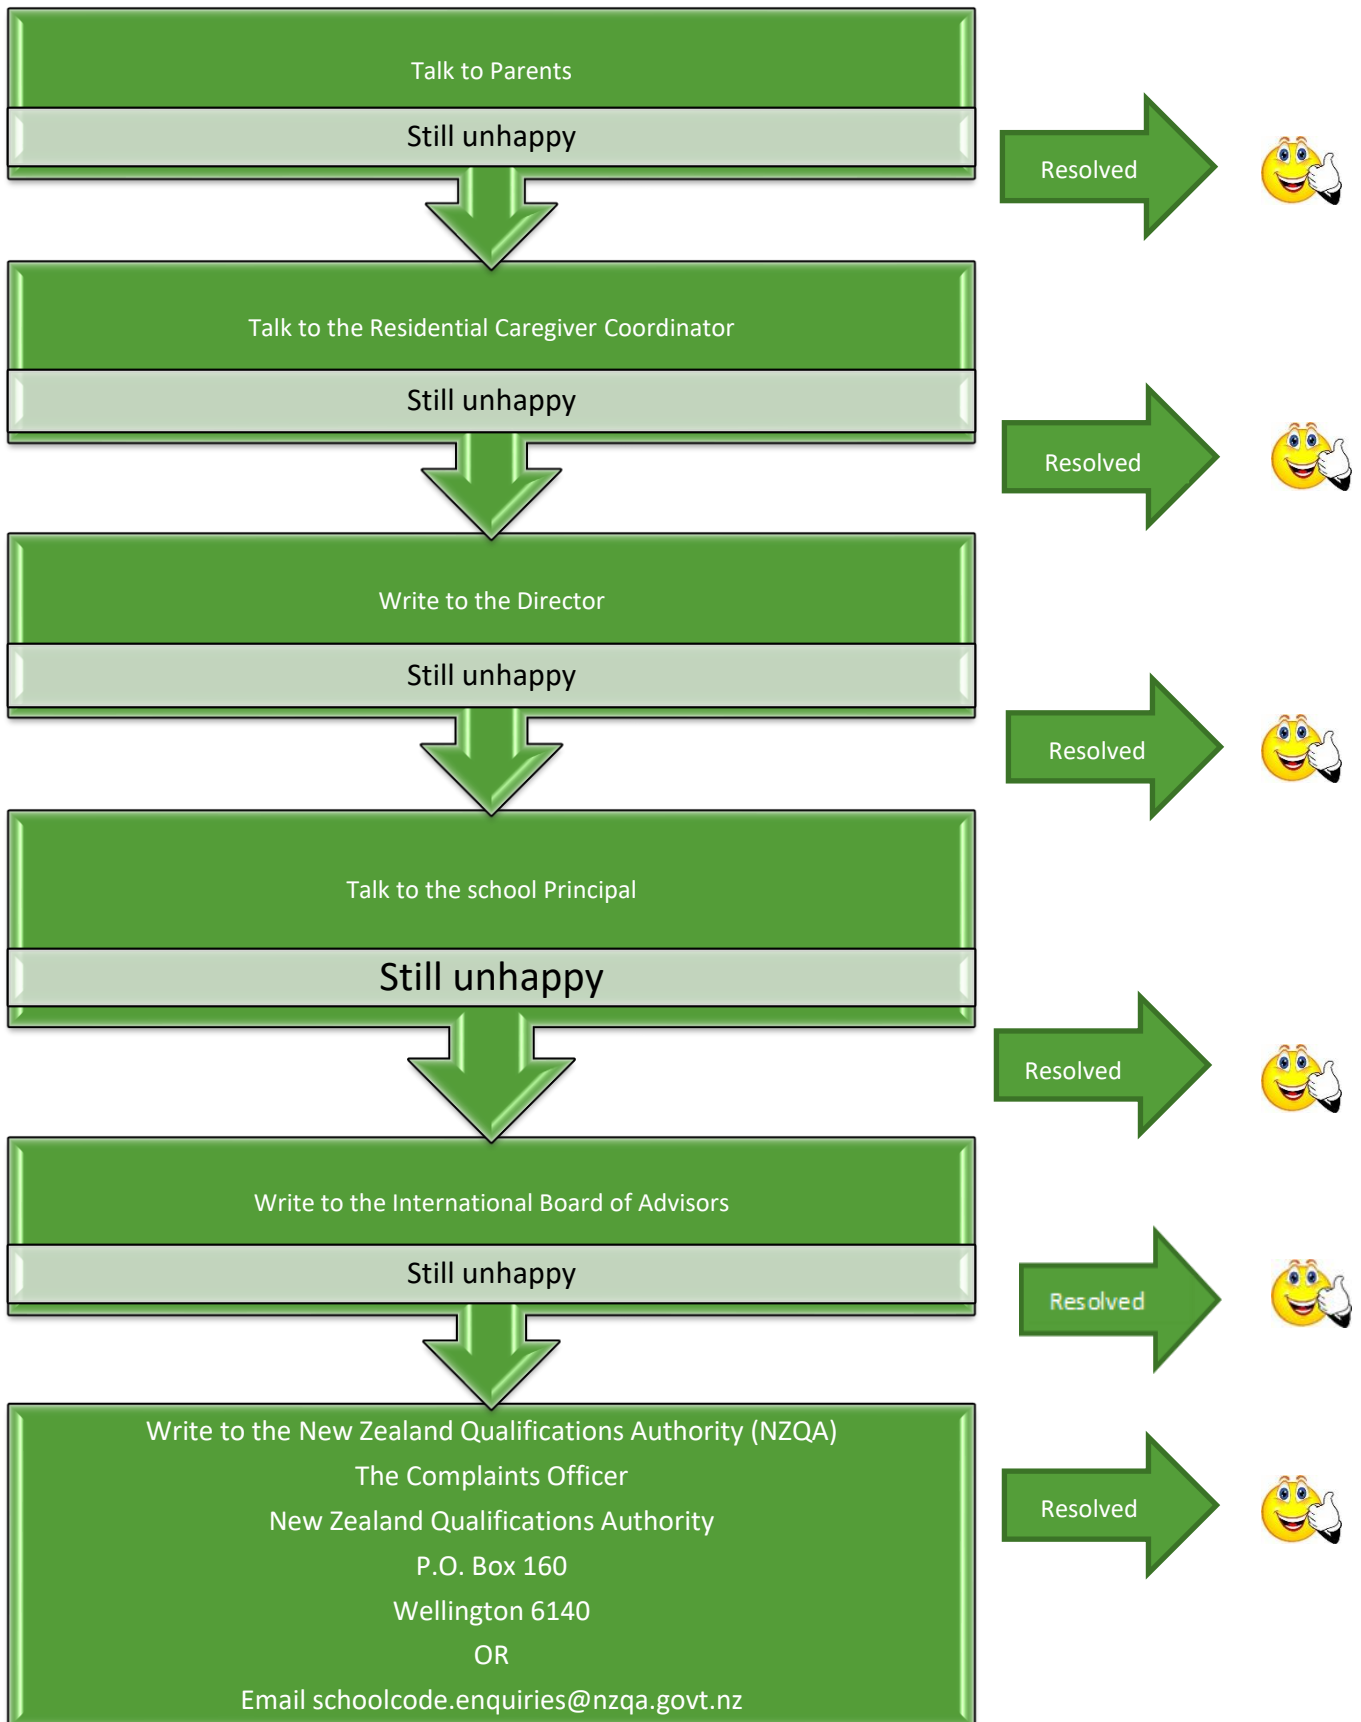 Talk to Parents
Still unhappy
Resolved
Talk to the Residential Caregiver Coordinator
Still unhappy
Resolved
Write to the Director
Still unhappy
Resolved
Talk to the school Principal
Still unhappy
Resolved
Write to the International Board of Advisors
Still unhappy
Resolved
Write to the New Zealand Qualifications Authority (NZQA)
The Complaints Officer
New Zealand Qualifications Authority
P.O. Box 160
Wellington 6140
OR
Email schoolcode.enquiries@nzqa.govt.nz
Resolved